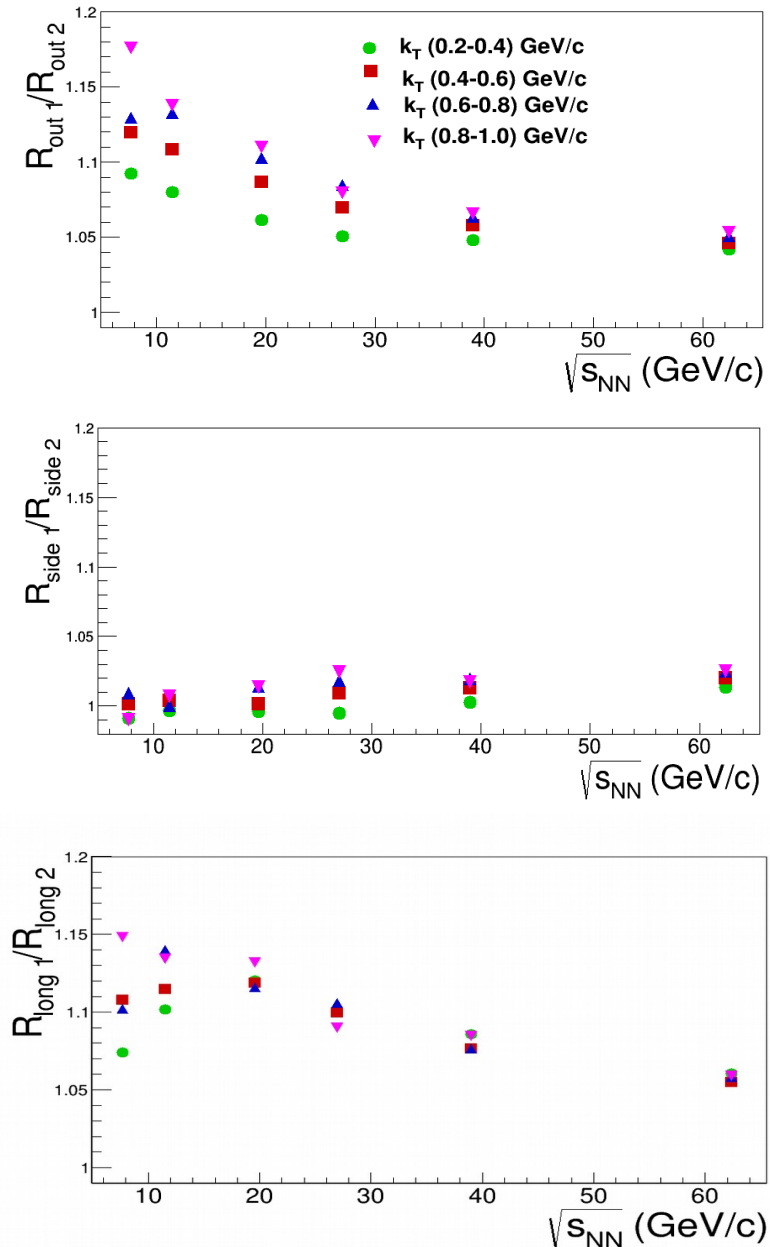 1.2
R_out 1/R_out 2
k_T (0.2-0.4) GeV/c
k_T (0.4-0.6) GeV/c
1.15
k_T (0.6-0.8) GeV/c
k_T (0.8-1.0) GeV/c
1.1
1.05
1
10 20 30 40 50 60
√s_NN (GeV/c)
1.2
R_side 1/R_side 2
1.15
1.1
1.05
1
10 20 30 40 50 60
√s_NN (GeV/c)
1.2
R_long 1/R_long 2
1.15
1.1
1.05
1
10 20 30 40 50 60
√s_NN (GeV/c)